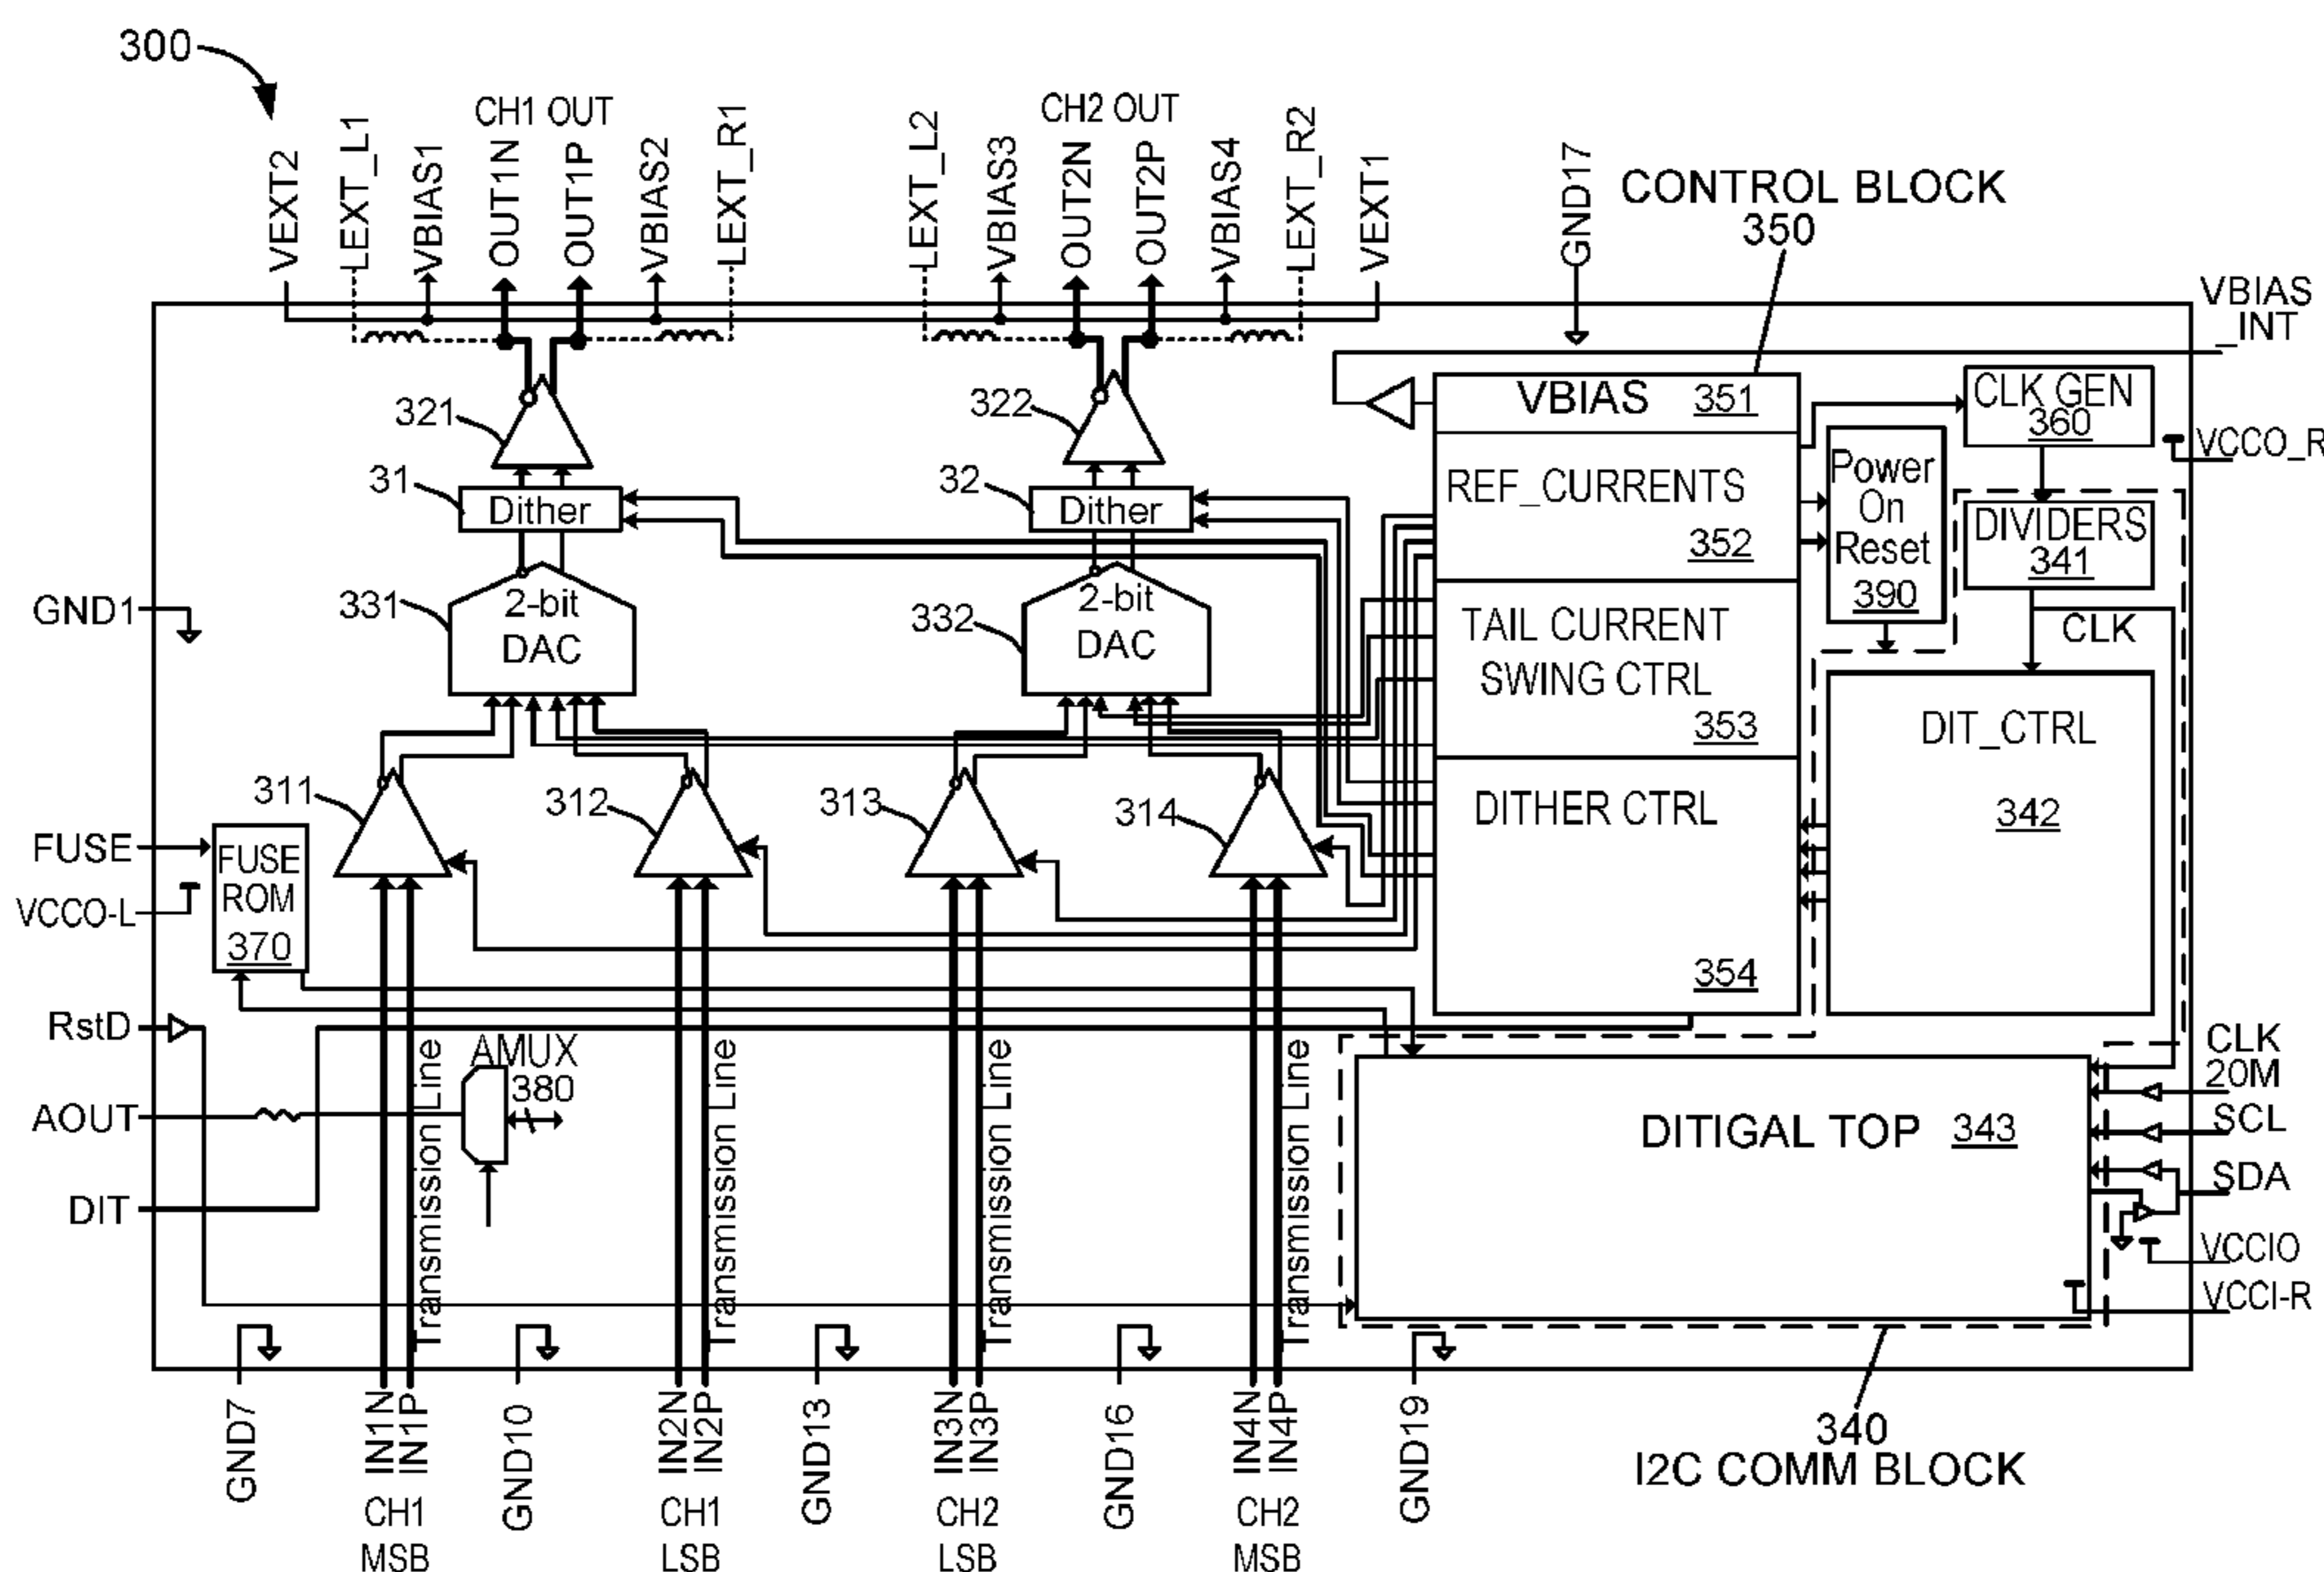 300
VEXT2
LEXT_L1
VBIAS1
CH1 OUT
OUT1N
OUT1P
VBIAS2
LEXT_R1
LEXT_L2
VBIAS3
CH2 OUT
OUT2N
OUT2P
VBIAS4
LEXT_R2
VEXT1
GND17
CONTROL BLOCK
350
VBIAS
_INT
321
322
VBIAS 351
CLK GEN
360
VCCO_R
31
Dither
32
Dither
REF_CURRENTS
352
Power
On
Reset
390
DIVIDERS
341
CLK
GND1
331
2-bit
DAC
332
2-bit
DAC
TAIL CURRENT
SWING CTRL
353
DIT_CTRL
342
311
312
313
314
DITHER CTRL
354
FUSE
VCCO-L
FUSE
ROM
370
RstD
AOUT
DIT
AMUX
380
Transmission Line
Transmission Line
Transmission Line
Transmission Line
DITIGAL TOP 343
CLK
20M
SCL
SDA
VCCIO
VCCI-R
GND7
IN1N
IN1P
CH1
MSB
GND10
IN2N
IN2P
CH1
LSB
GND13
IN3N
IN3P
CH2
LSB
GND16
IN4N
IN4P
CH2
MSB
GND19
340
I2C COMM BLOCK